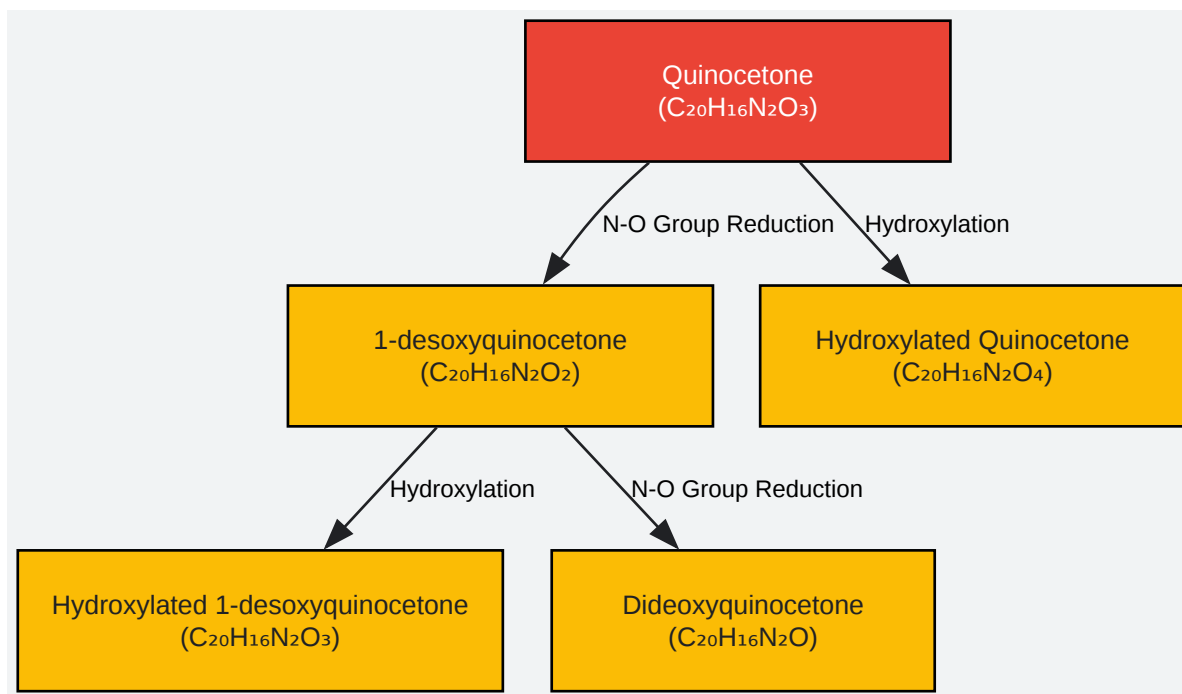 Quinocetone
(C₂₀H₁₆N₂O₃)
N-O Group Reduction
Hydroxylation
1-desoxyquinocetone
(C₂₀H₁₆N₂O₂)
Hydroxylated Quinocetone
(C₂₀H₁₆N₂O₄)
Hydroxylation
N-O Group Reduction
Hydroxylated 1-desoxyquinocetone
(C₂₀H₁₆N₂O₃)
Dideoxyquinocetone
(C₂₀H₁₆N₂O)